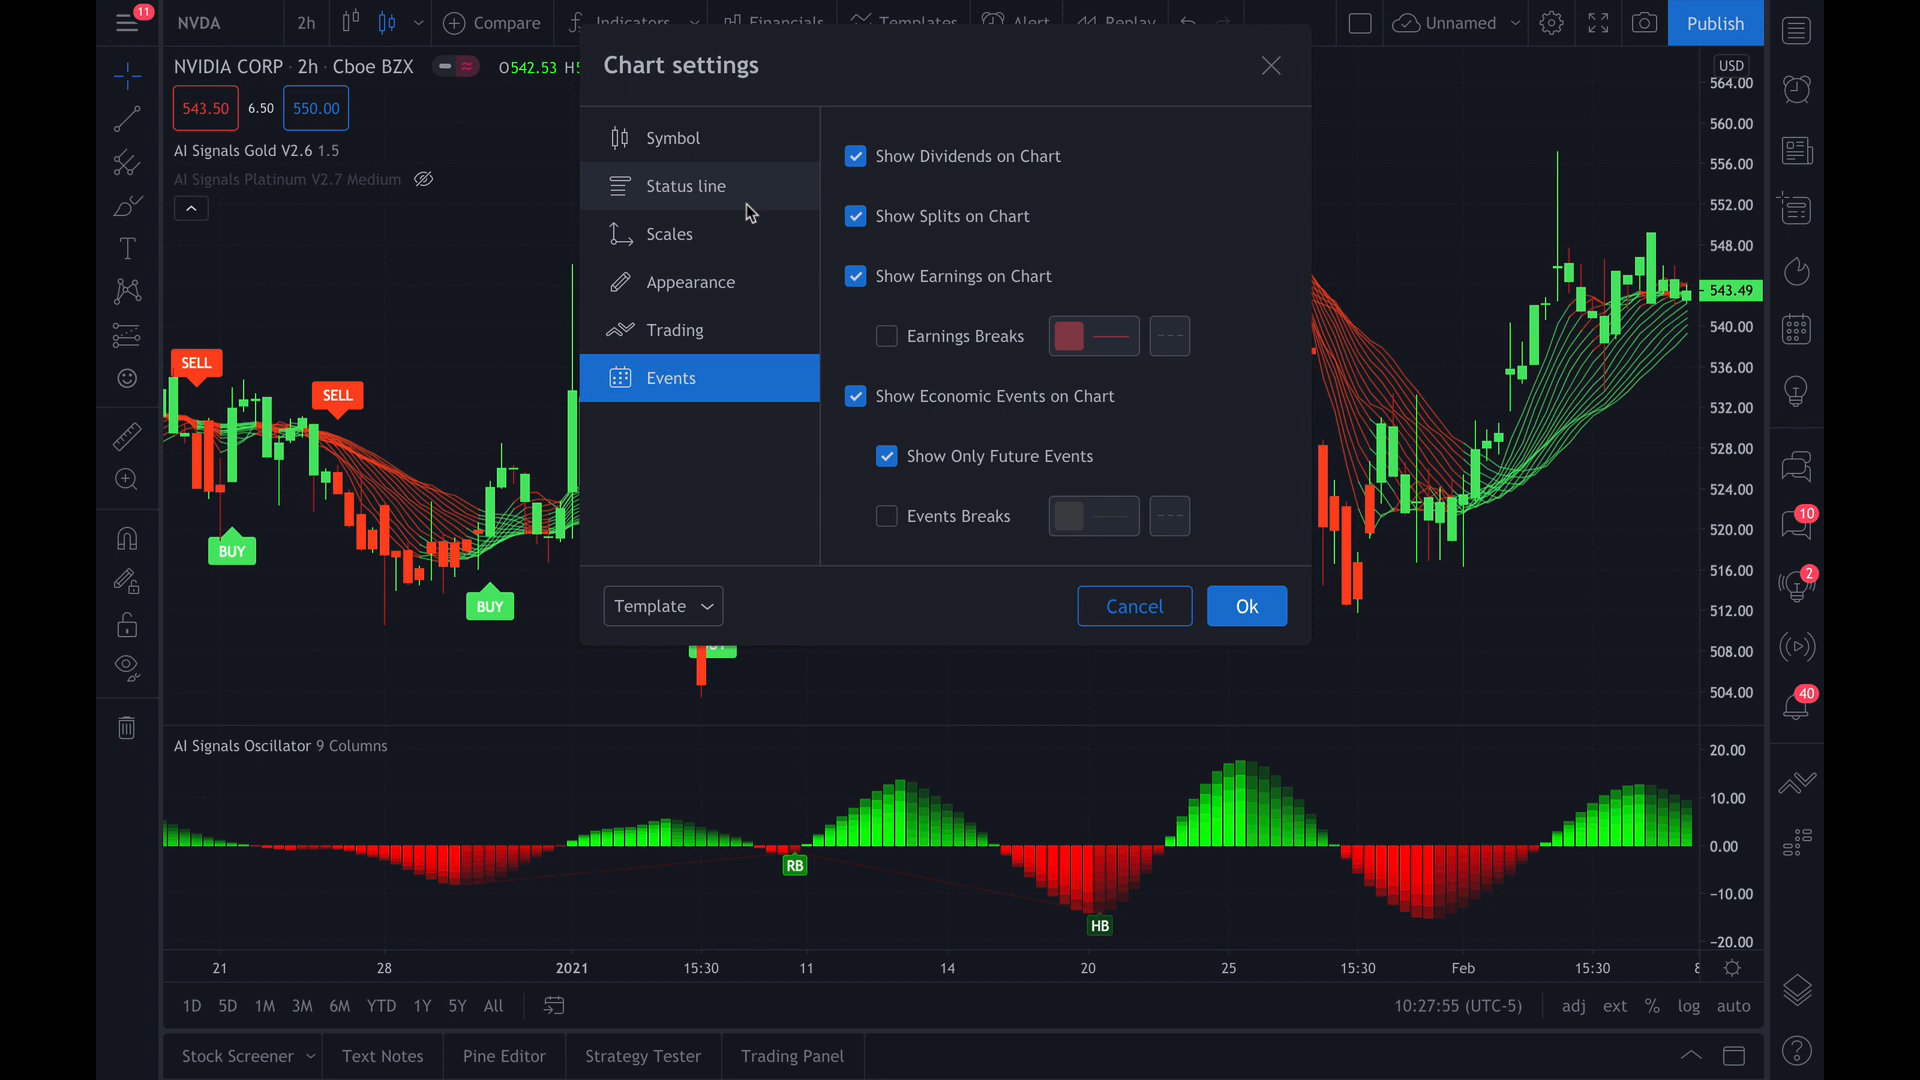 11
NVDA
2h
Compare
Indicators
Financials
Templates
Alert
Replay
Unnamed
Publish
NVIDIA CORP · 2h · Cboe BZX
O542.53
543.50
6.50
550.00
AI Signals Gold V2.6 1.5
AI Signals Platinum V2.7 Medium
Chart settings
Symbol
Status line
Scales
Appearance
Trading
Events
Show Dividends on Chart
Show Splits on Chart
Show Earnings on Chart
Earnings Breaks
Show Economic Events on Chart
Show Only Future Events
Events Breaks
Template
Cancel
Ok
SELL
SELL
BUY
BUY
USD
564.00
560.00
556.00
552.00
548.00
543.49
540.00
536.00
532.00
528.00
524.00
520.00
516.00
512.00
508.00
504.00
10
2
40
AI Signals Oscillator 9 Columns
RB
HB
20.00
10.00
0.00
−10.00
−20.00
21
28
2021
15:30
11
14
20
25
15:30
Feb
15:30
1D
5D
1M
3M
6M
YTD
1Y
5Y
All
10:27:55 (UTC-5)
adj
ext
%
log
auto
Stock Screener
Text Notes
Pine Editor
Strategy Tester
Trading Panel